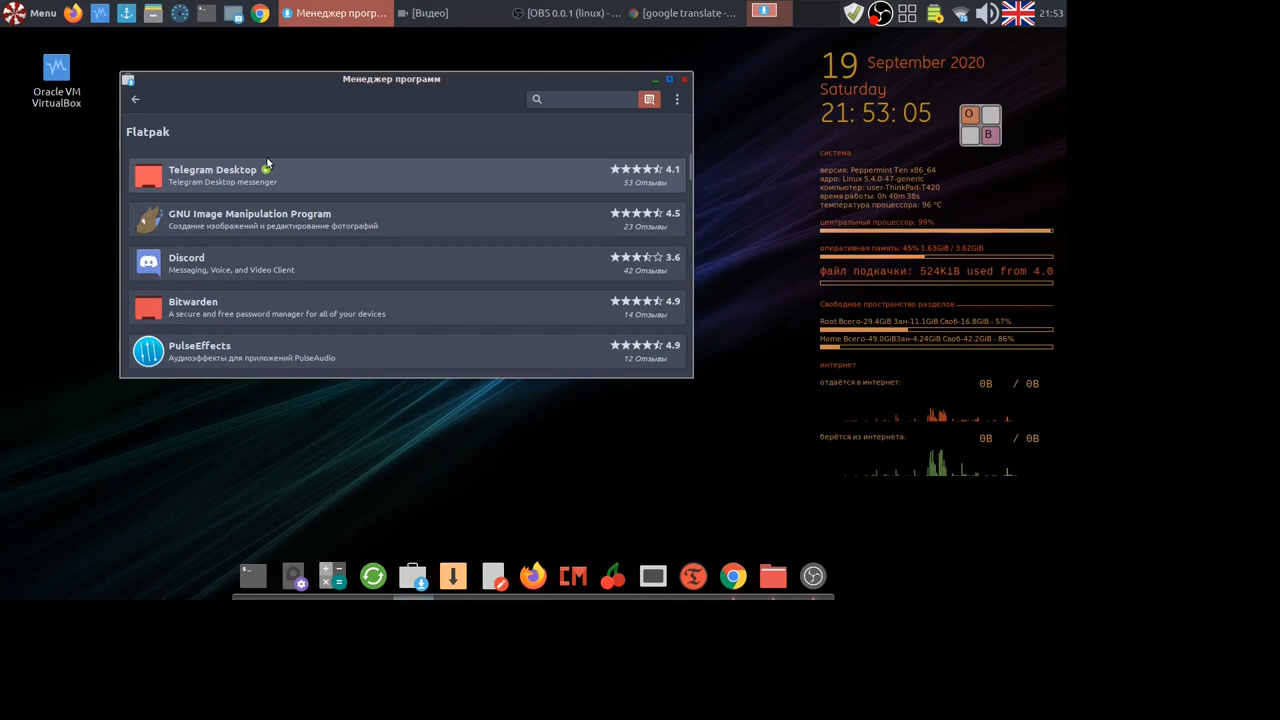 Menu
Менеджер прогр...
[Видео]
[OBS 0.0.1 (linux) - ...
[google translate - ...
21:53
Oracle VM
VirtualBox
Менеджер программ
Flatpak
Telegram Desktop
Telegram Desktop messenger
4.1
53 Отзывы
GNU Image Manipulation Program
Создание изображений и редактирование фотографий
4.5
23 Отзывы
Discord
Messaging, Voice, and Video Client
3.6
42 Отзывы
Bitwarden
A secure and free password manager for all of your devices
4.9
14 Отзывы
PulseEffects
Аудиоэффекты для приложений PulseAudio
4.9
12 Отзывы
19 September 2020
Saturday
21: 53: 05
O
B
система
версия: Peppermint Ten x86_64
ядро: Linux 5.4.0-47-generic
компьютер: user-ThinkPad-T420
время работы: 0h 40m 38s
температура процессора: 96 °C
центральный процессор: 99%
оперативная память: 45% 1.63GiB / 3.62GiB
файл подкачки: 524KiB used from 4.0
Свободное пространство разделов
Root Всего-29.4GiB Зан-11.1GiB Своб-16.8GiB - 57%
Home Всего-49.0GiBЗан-4.24GiB Своб-42.2GiB - 86%
интернет
отдаётся в интернет: 0B / 0B
берётся из интернета: 0B / 0B